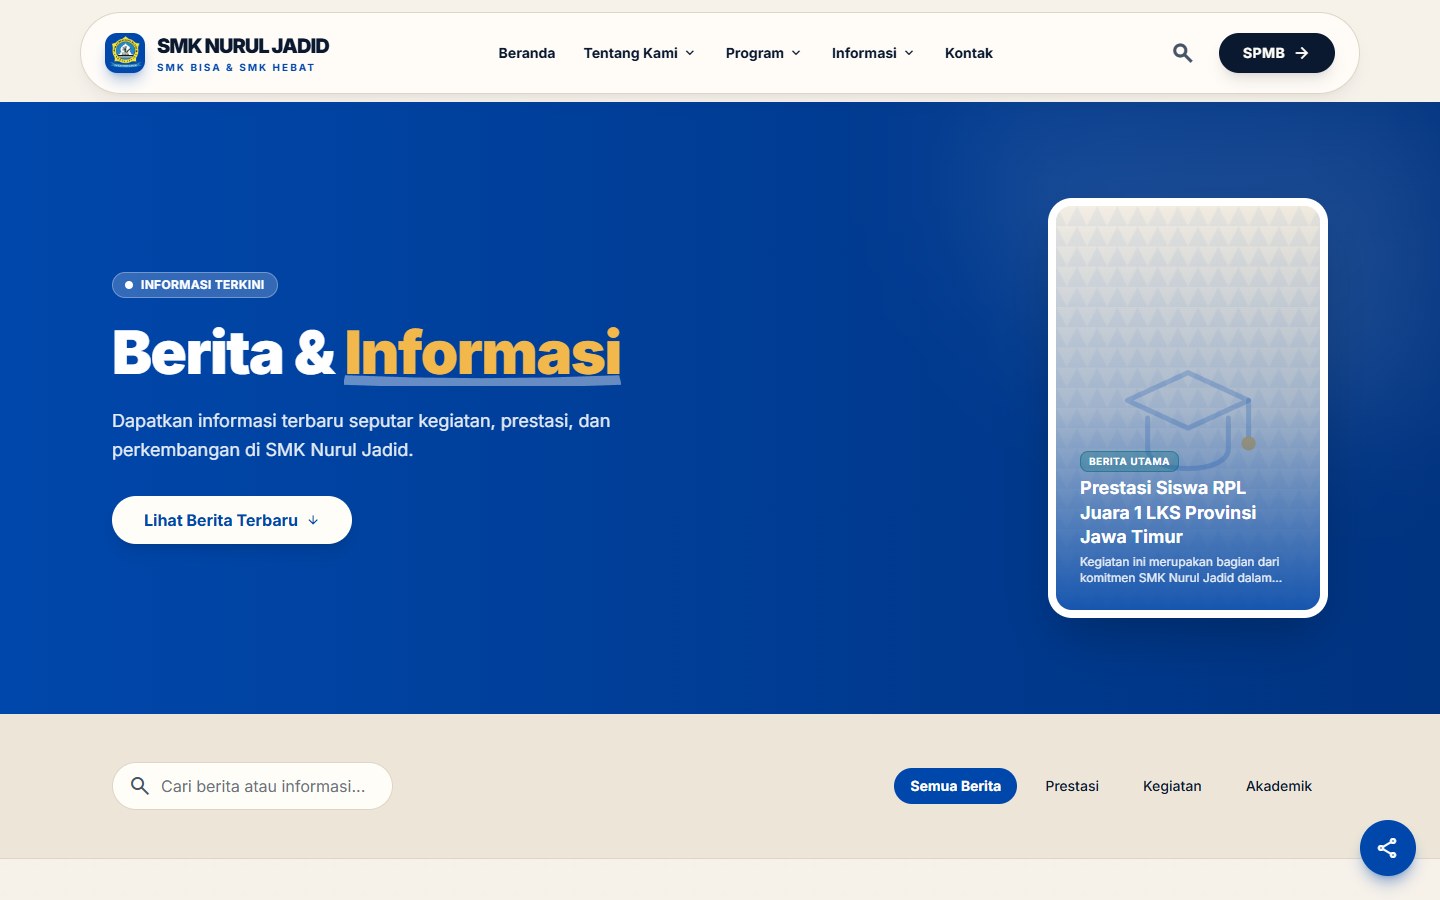 SMK NURUL JADID
SMK BISA & SMK HEBAT
Beranda
Tentang Kami
Program
Informasi
Kontak
SPMB
INFORMASI TERKINI
Berita & Informasi
Dapatkan informasi terbaru seputar kegiatan, prestasi, dan
perkembangan di SMK Nurul Jadid.
Lihat Berita Terbaru
BERITA UTAMA
Prestasi Siswa RPL
Juara 1 LKS Provinsi
Jawa Timur
Kegiatan ini merupakan bagian dari
komitmen SMK Nurul Jadid dalam...
Cari berita atau informasi...
Semua Berita
Prestasi
Kegiatan
Akademik